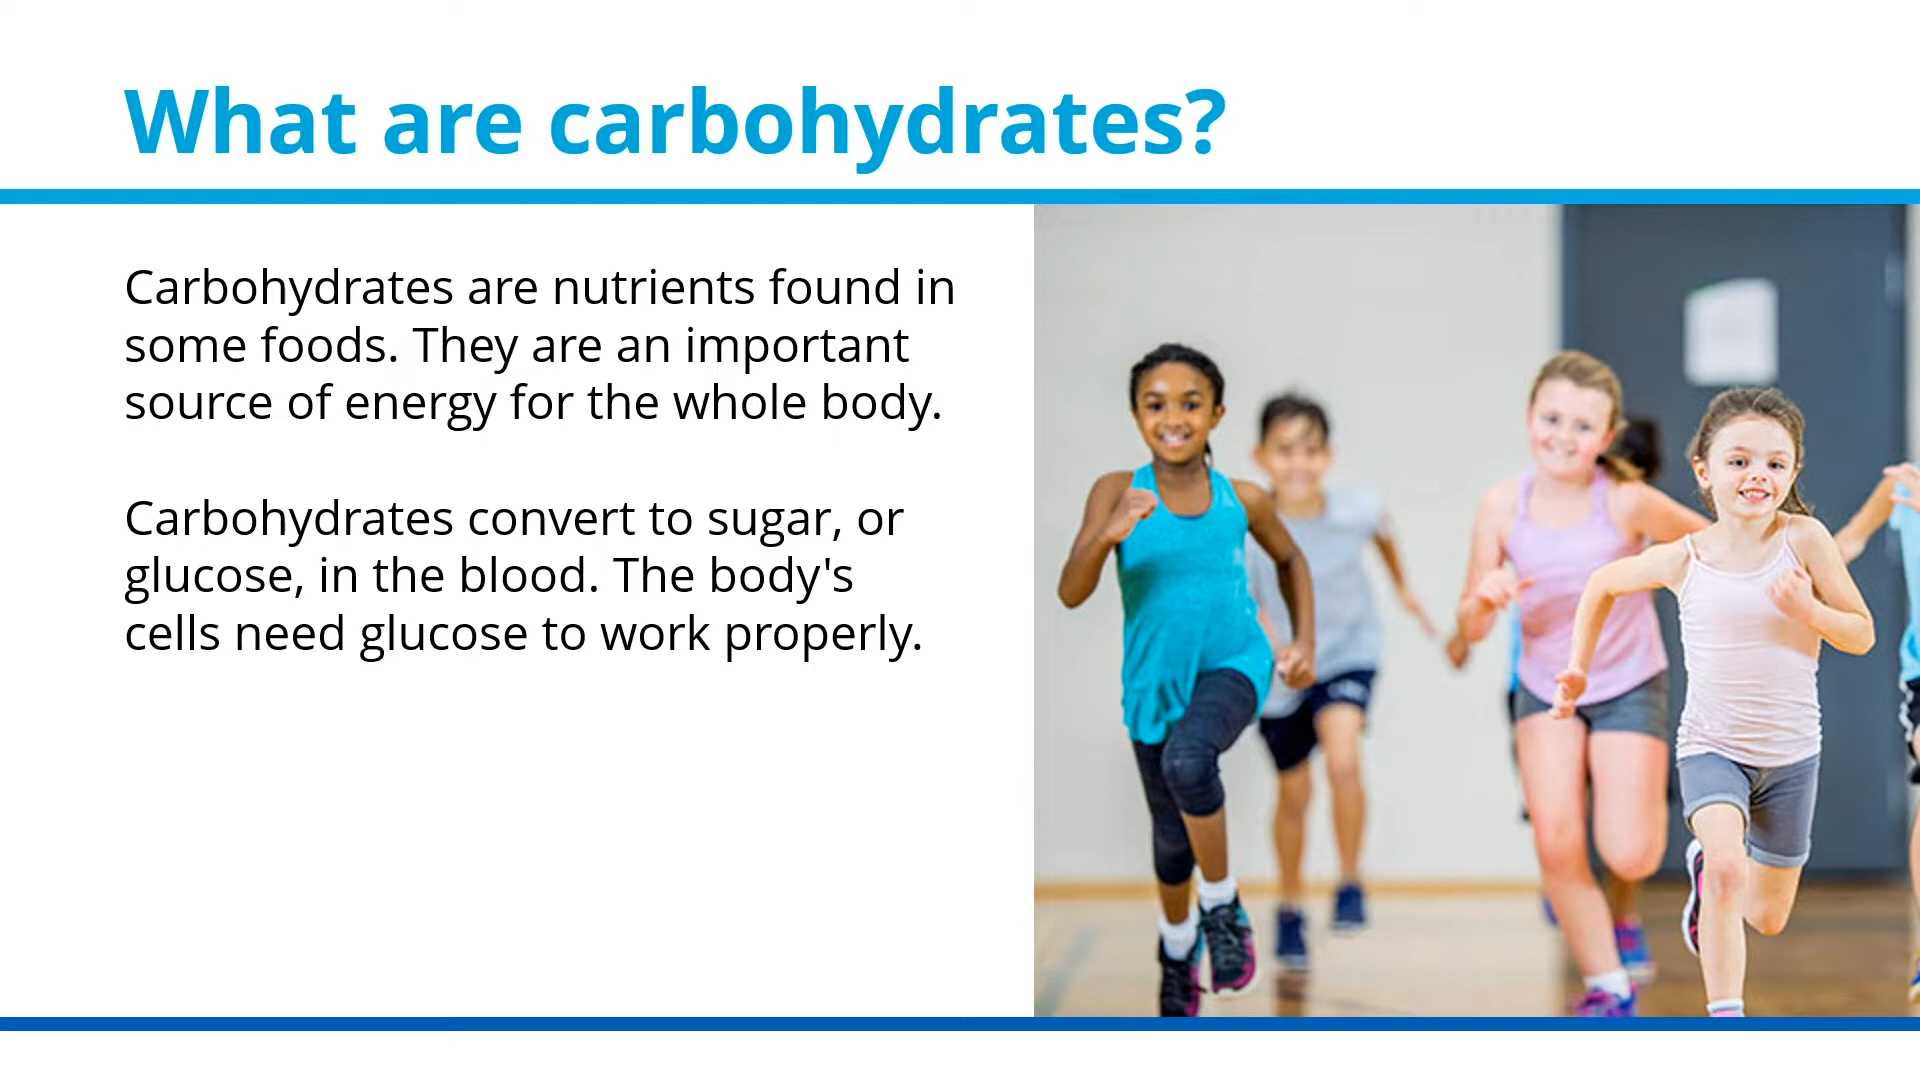 What are carbohydrates?
Carbohydrates are nutrients found in
some foods. They are an important
source of energy for the whole body.
Carbohydrates convert to sugar, or
glucose, in the blood. The body's
cells need glucose to work properly.